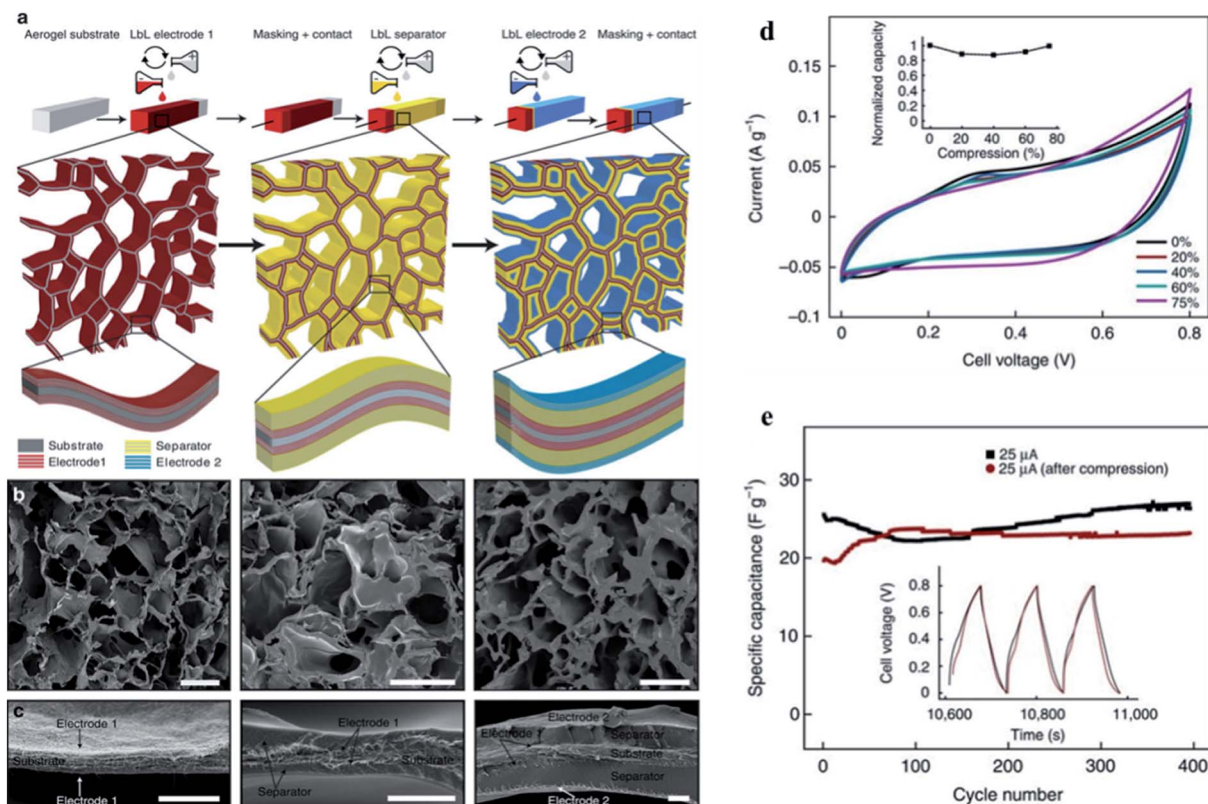 a
Aerogel substrate
LbL electrode 1
Masking + contact
LbL separator
LbL electrode 2
Masking + contact
− +
− +
− +
Substrate
Separator
Electrode1
Electrode 2
b
c
Electrode 1
Substrate
Electrode 1
Electrode 1
Substrate
Separator
Electrode 2
Electrode 1
Separator
Substrate
Separator
Electrode 2
d
Normalized capacity
1
0.8
0.6
0.4
0.2
0
0 20 40 60 80
Compression (%)
Current (A g⁻¹)
0.15
0.1
0.05
0
−0.05
−0.1
0%
20%
40%
60%
75%
0 0.2 0.4 0.6 0.8
Cell voltage (V)
e
25 μA
25 μA (after compression)
Specific capacitance (F g⁻¹)
30
20
10
0
Cell voltage (V)
0.8
0.4
0.2
0
10,600 10,800 11,000
Time (s)
0 100 200 300 400
Cycle number